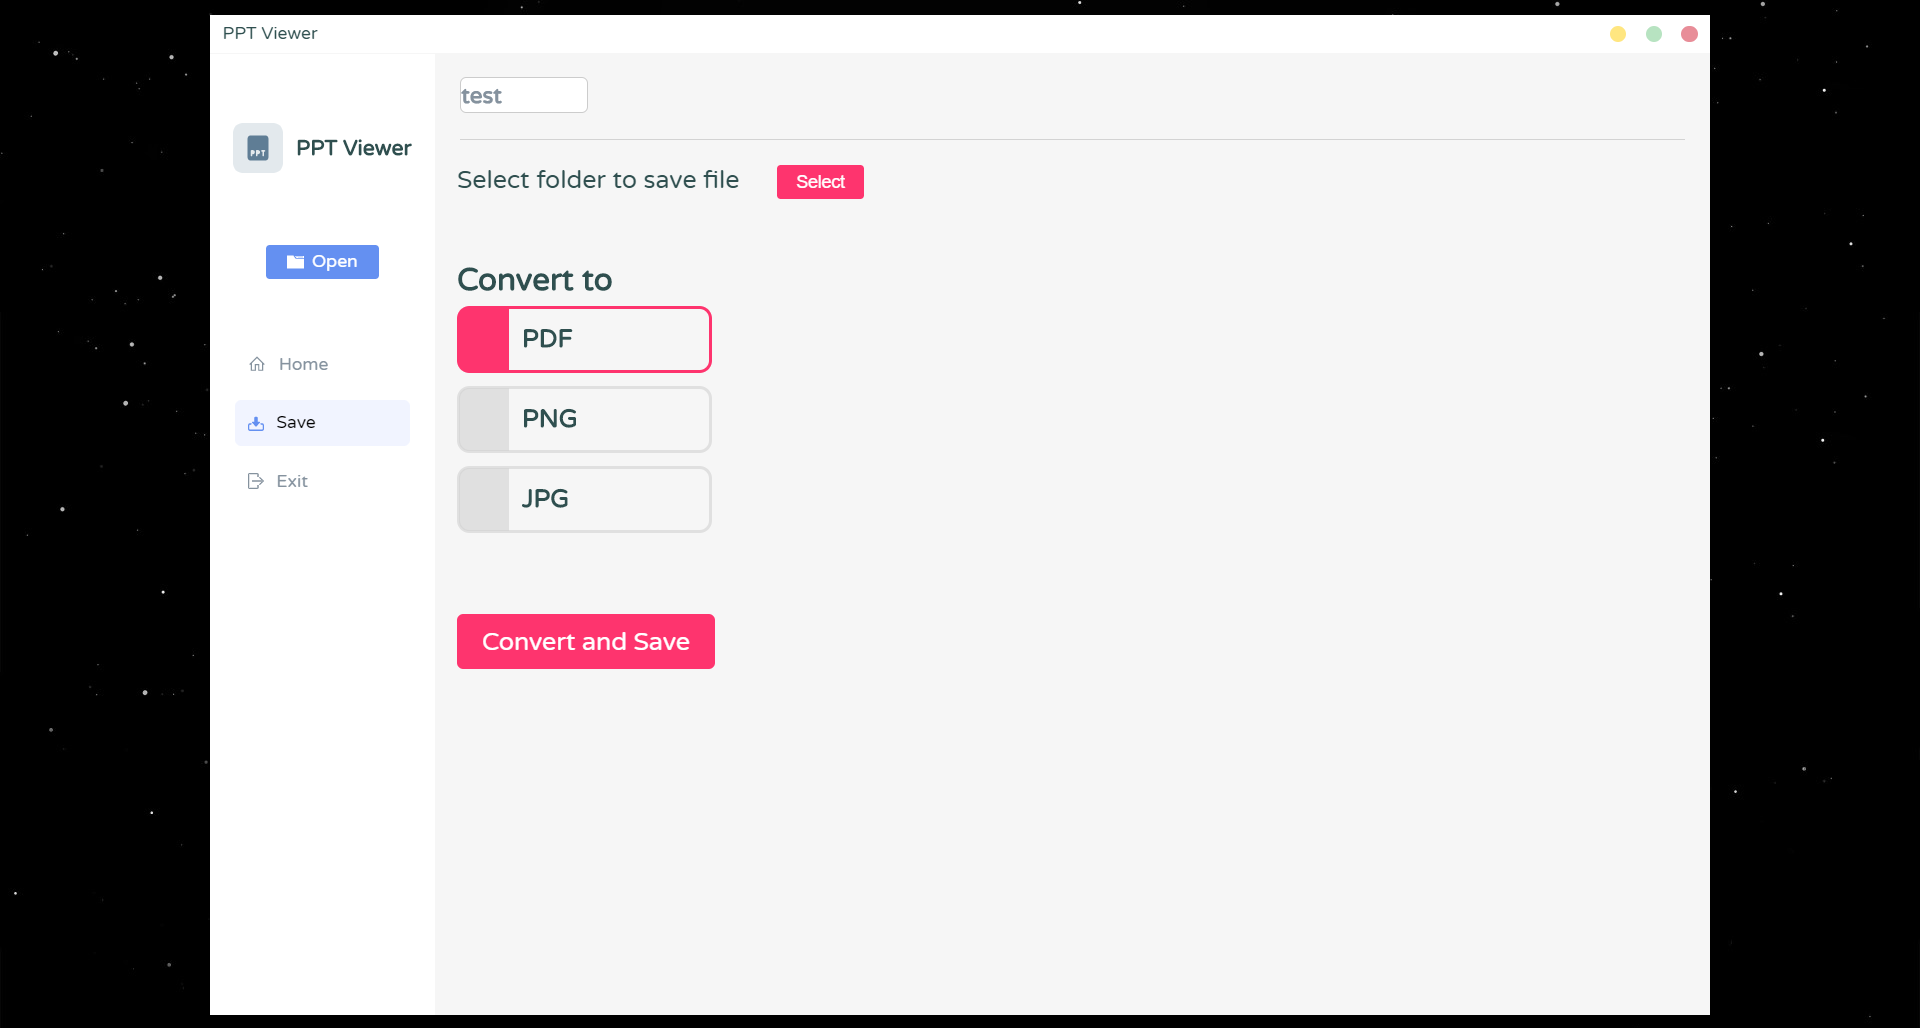 PPT Viewer
PPT
PPT Viewer
Open
Home
Save
Exit
test
Select folder to save file
Select
Convert to
PDF
PNG
JPG
Convert and Save